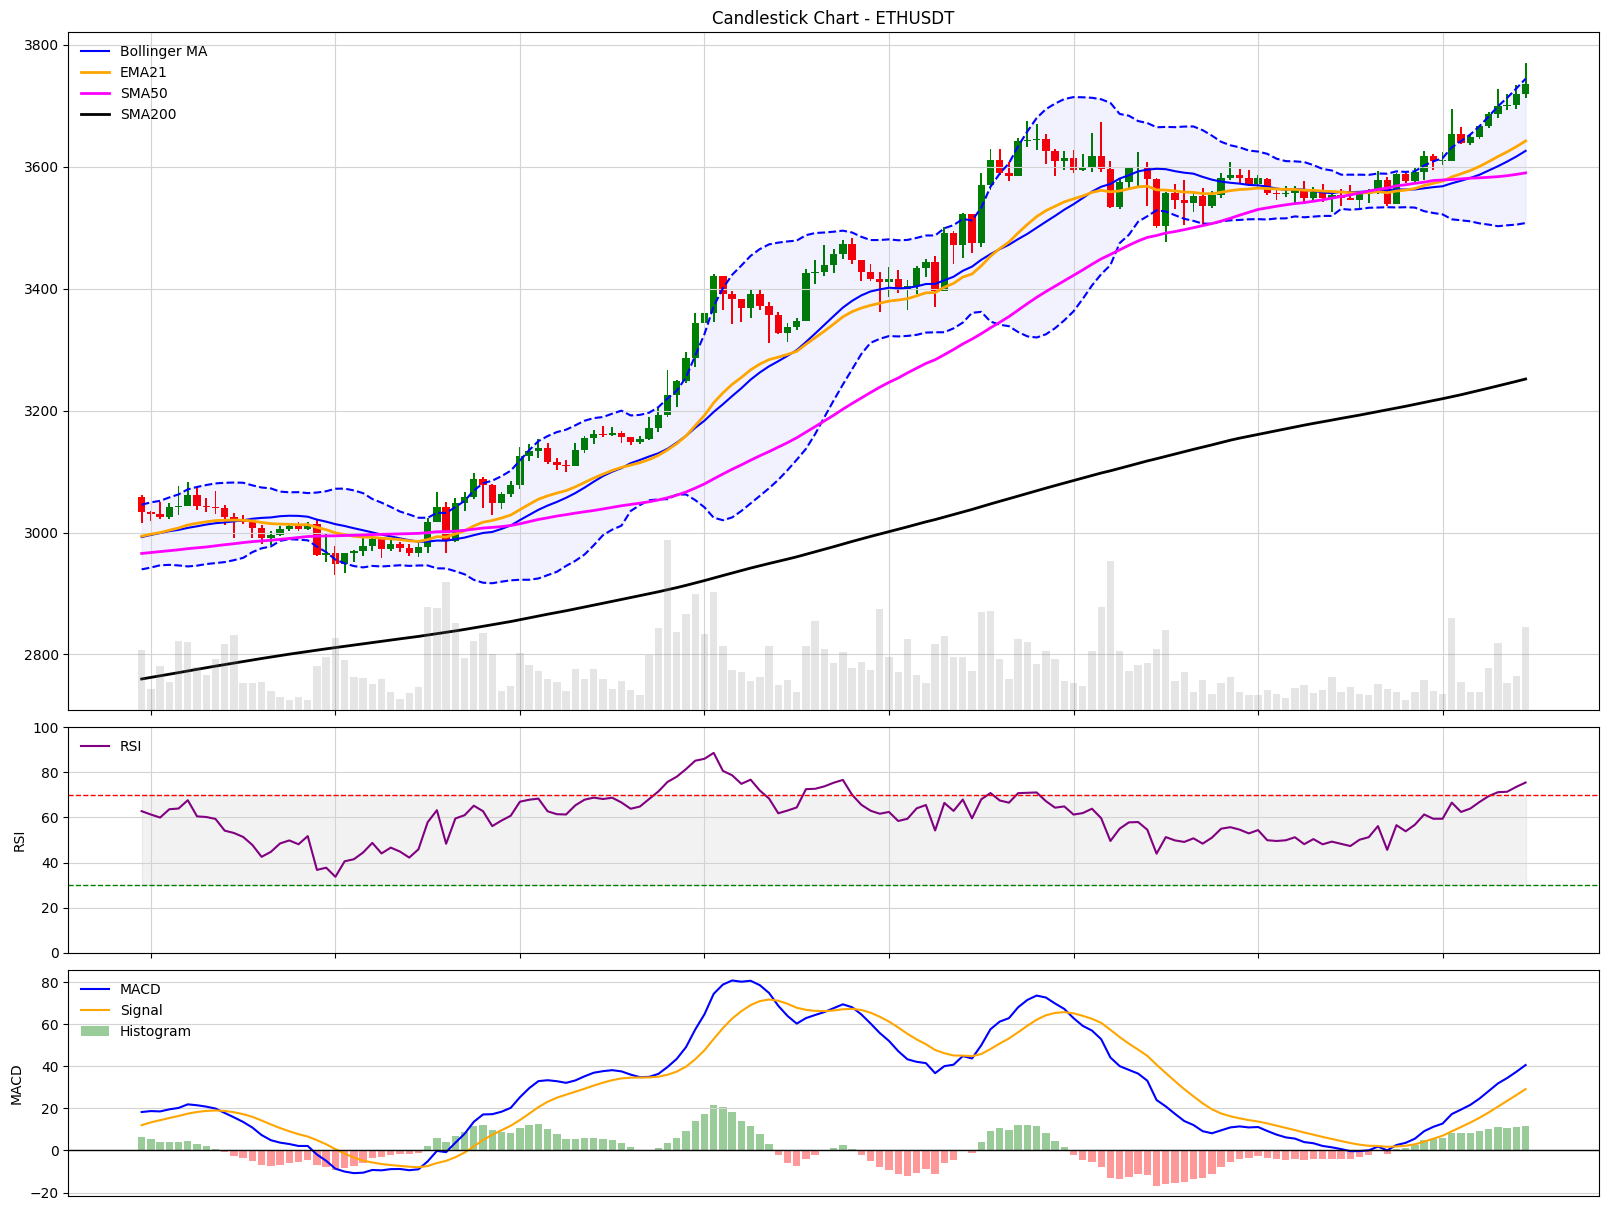 Candlestick Chart - ETHUSDT
Bollinger MA
EMA21
SMA50
SMA200
3800
3600
3400
3200
3000
2800
RSI
100
80
60
40
20
0
RSI
MACD
Signal
Histogram
80
60
40
20
0
−20
MACD